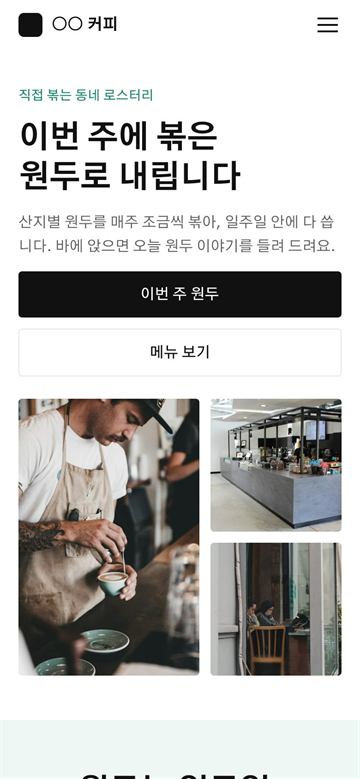 ○○ 커피
직접 볶는 동네 로스터리
이번 주에 볶은
원두로 내립니다
산지별 원두를 매주 조금씩 볶아, 일주일 안에 다 씁
니다. 바에 앉으면 오늘 원두 이야기를 들려 드려요.
이번 주 원두
메뉴 보기